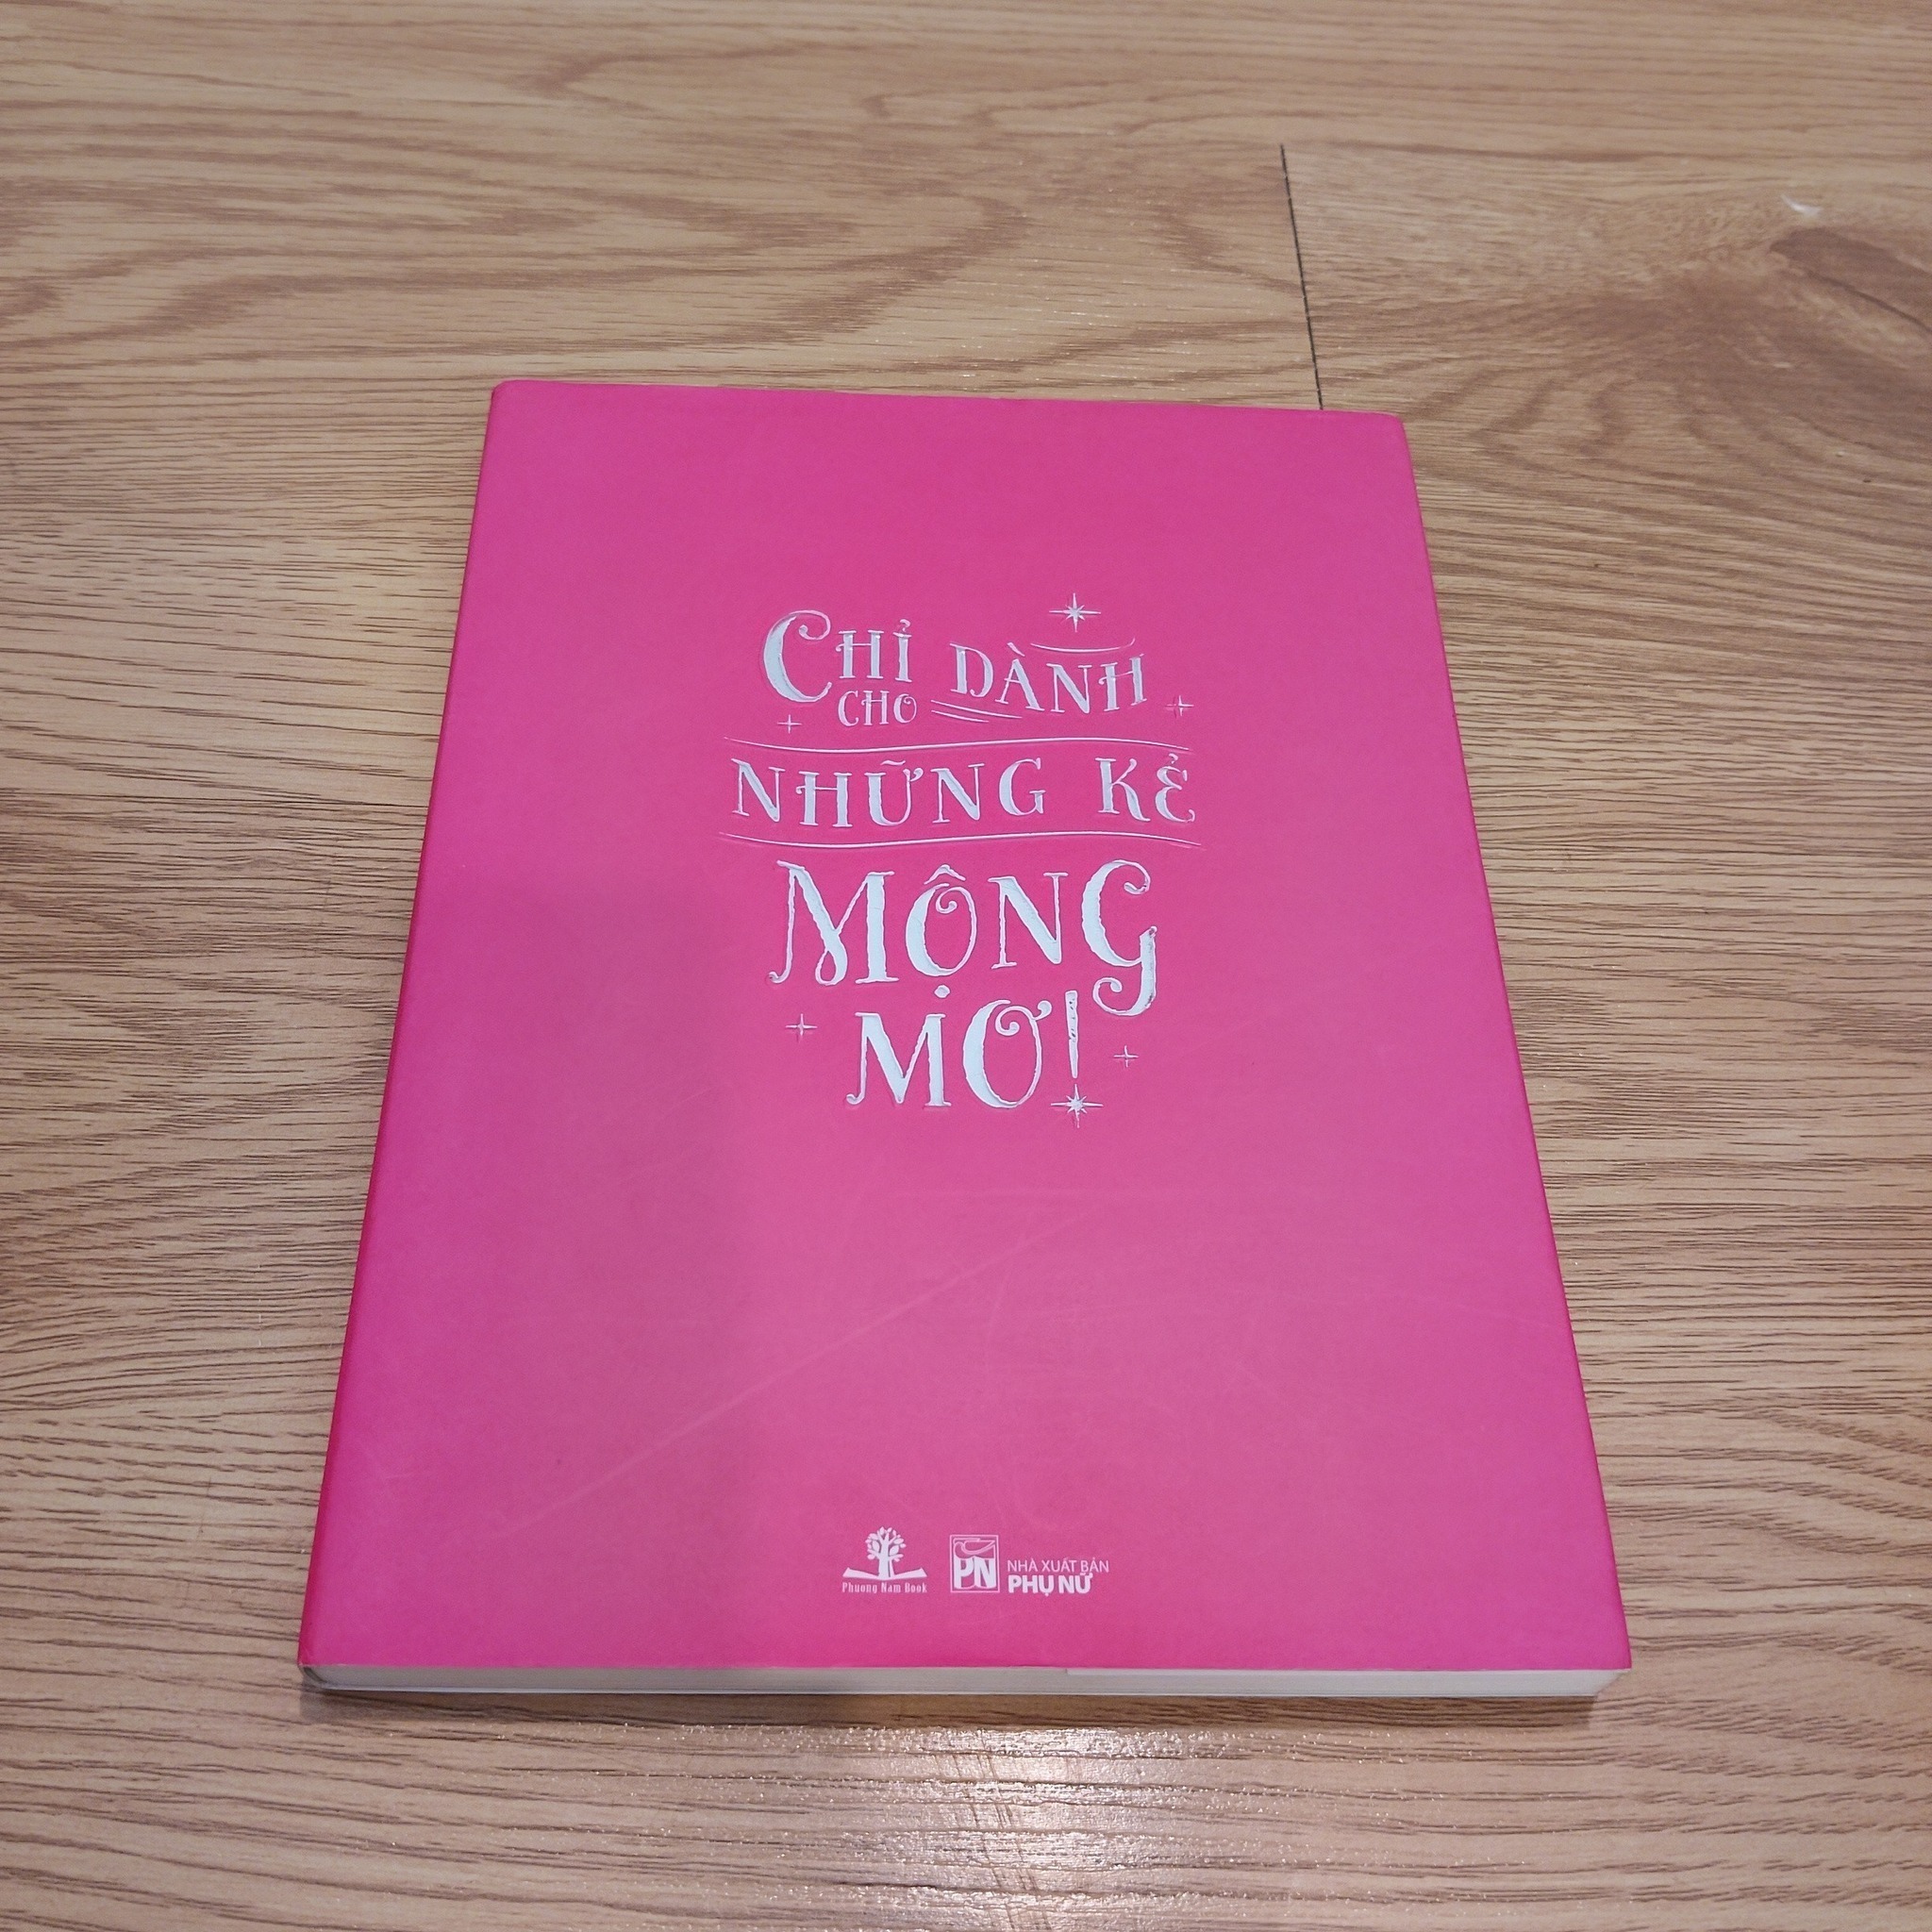 CHỈ DÀNH
CHO
NHỮNG KẺ
MỘNG
MƠ!
Phuong Nam Book
PN
NHÀ XUẤT BẢN
PHỤ NỮ